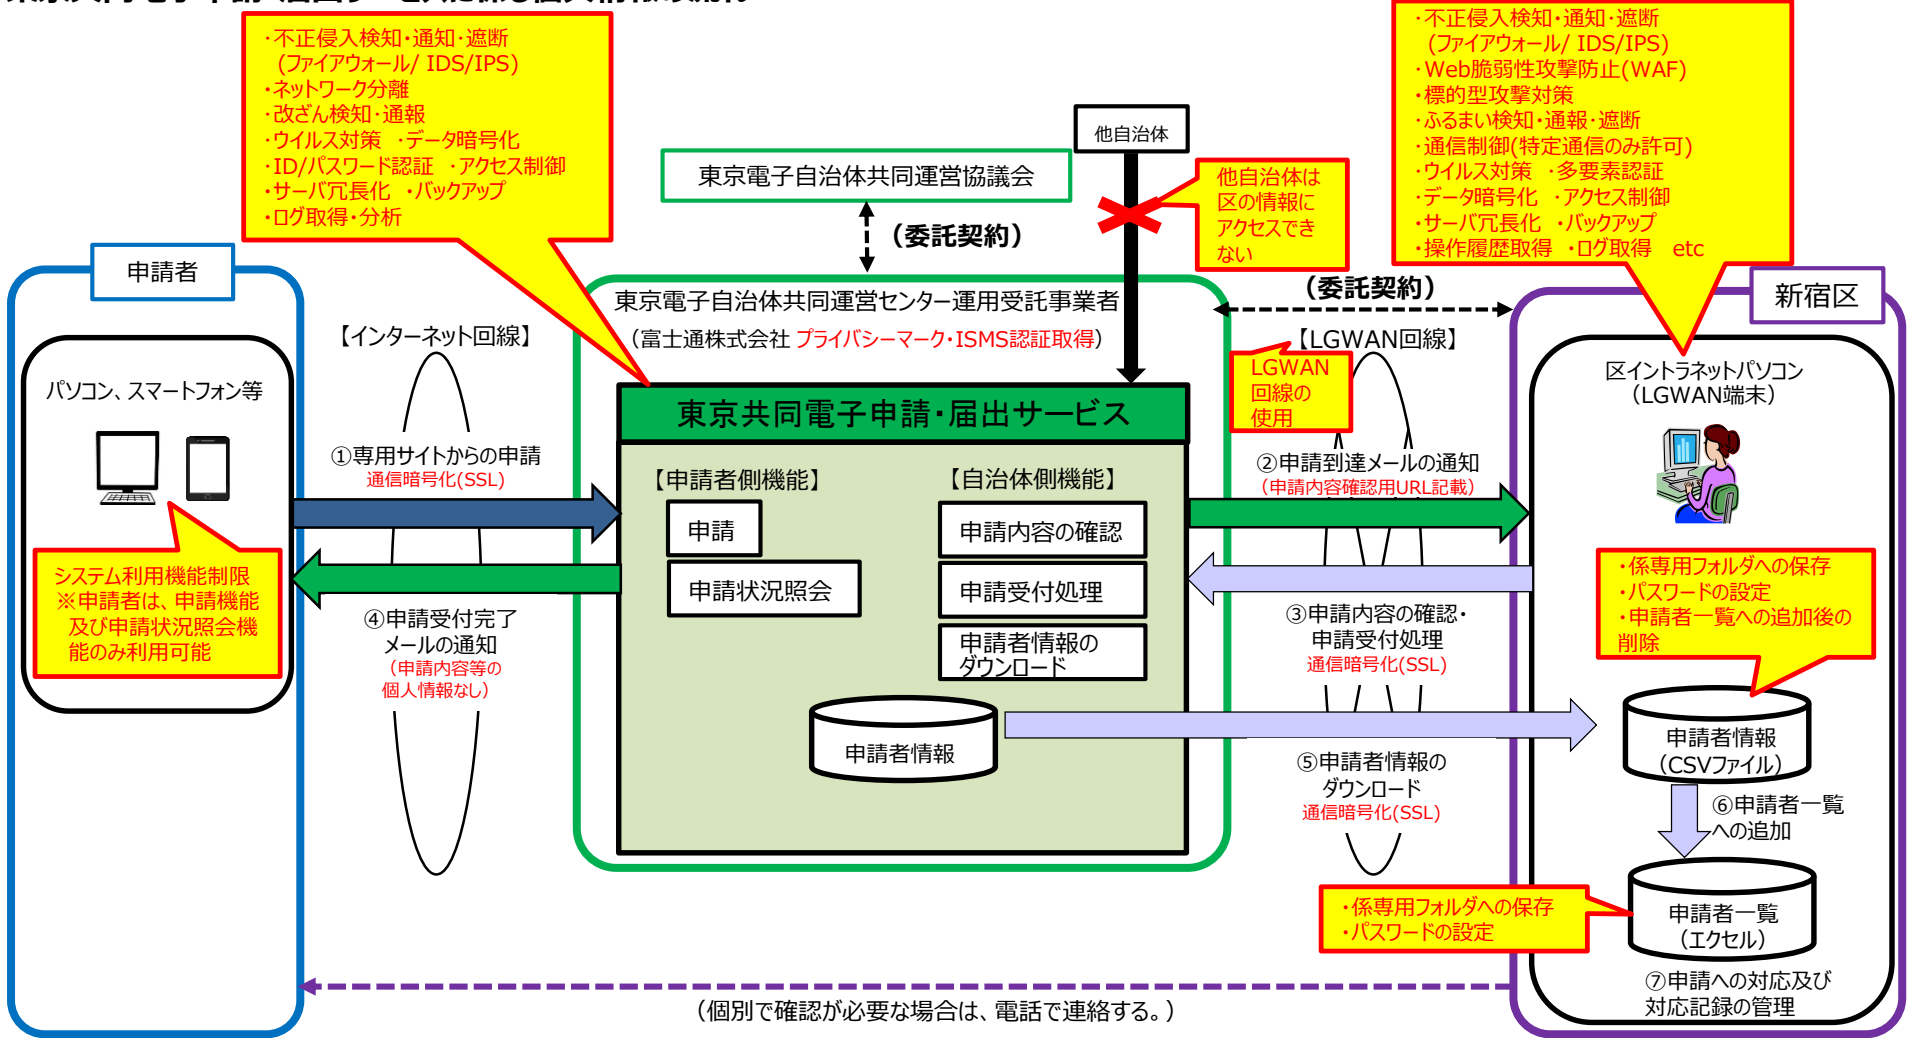 ・不正侵入検知・通知・遮断
(ファイアウォール/ IDS/IPS)
・ネットワーク分離
・改ざん検知・通報
・ウイルス対策 ・データ暗号化
・ID/パスワード認証 ・アクセス制御
・サーバ冗長化 ・バックアップ
・ログ取得・分析
・不正侵入検知・通知・遮断
(ファイアウォール/ IDS/IPS)
・Web脆弱性攻撃防止(WAF)
・標的型攻撃対策
・ふるまい検知・通報・遮断
・通信制御(特定通信のみ許可)
・ウイルス対策 ・多要素認証
・データ暗号化 ・アクセス制御
・サーバ冗長化 ・バックアップ
・操作履歴取得 ・ログ取得 etc
他自治体
東京電子自治体共同運営協議会
他自治体は
区の情報に
アクセスでき
ない
(委託契約)
(委託契約)
申請者
新宿区
東京電子自治体共同運営センター運用受託事業者
(富士通株式会社 プライバシーマーク・ISMS認証取得)
【インターネット回線】
【LGWAN回線】
LGWAN
回線の
使用
パソコン、スマートフォン等
区イントラネットパソコン
(LGWAN端末)
東京共同電子申請・届出サービス
①専用サイトからの申請
通信暗号化(SSL)
【申請者側機能】
【自治体側機能】
申請
申請状況照会
申請内容の確認
申請受付処理
申請者情報の
ダウンロード
申請者情報
②申請到達メールの通知
(申請内容確認用URL記載)
③申請内容の確認・
申請受付処理
通信暗号化(SSL)
④申請受付完了
メールの通知
(申請内容等の
個人情報なし)
システム利用機能制限
※申請者は、申請機能
及び申請状況照会機
能のみ利用可能
・係専用フォルダへの保存
・パスワードの設定
・申請者一覧への追加後の
削除
⑤申請者情報の
ダウンロード
通信暗号化(SSL)
申請者情報
(CSVファイル)
⑥申請者一覧
への追加
・係専用フォルダへの保存
・パスワードの設定
申請者一覧
(エクセル)
⑦申請への対応及び
対応記録の管理
(個別で確認が必要な場合は、電話で連絡する。)